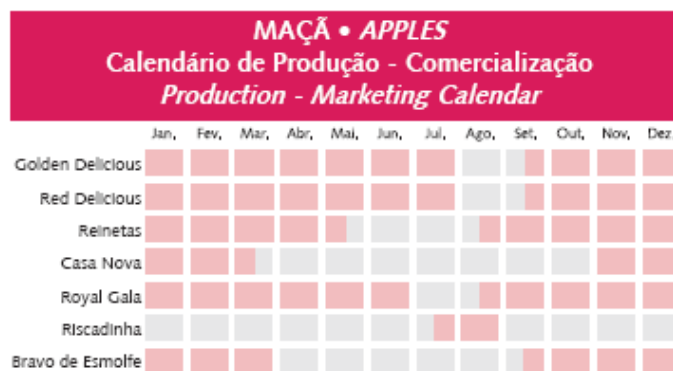 MAÇÃ • APPLES
Calendário de Produção - Comercialização
Production - Marketing Calendar
Jan, Fev, Mar, Abr, Mai, Jun, Jul, Ago, Set, Out, Nov, Dez
Golden Delicious
Red Delicious
Reinetas
Casa Nova
Royal Gala
Riscadinha
Bravo de Esmolfe